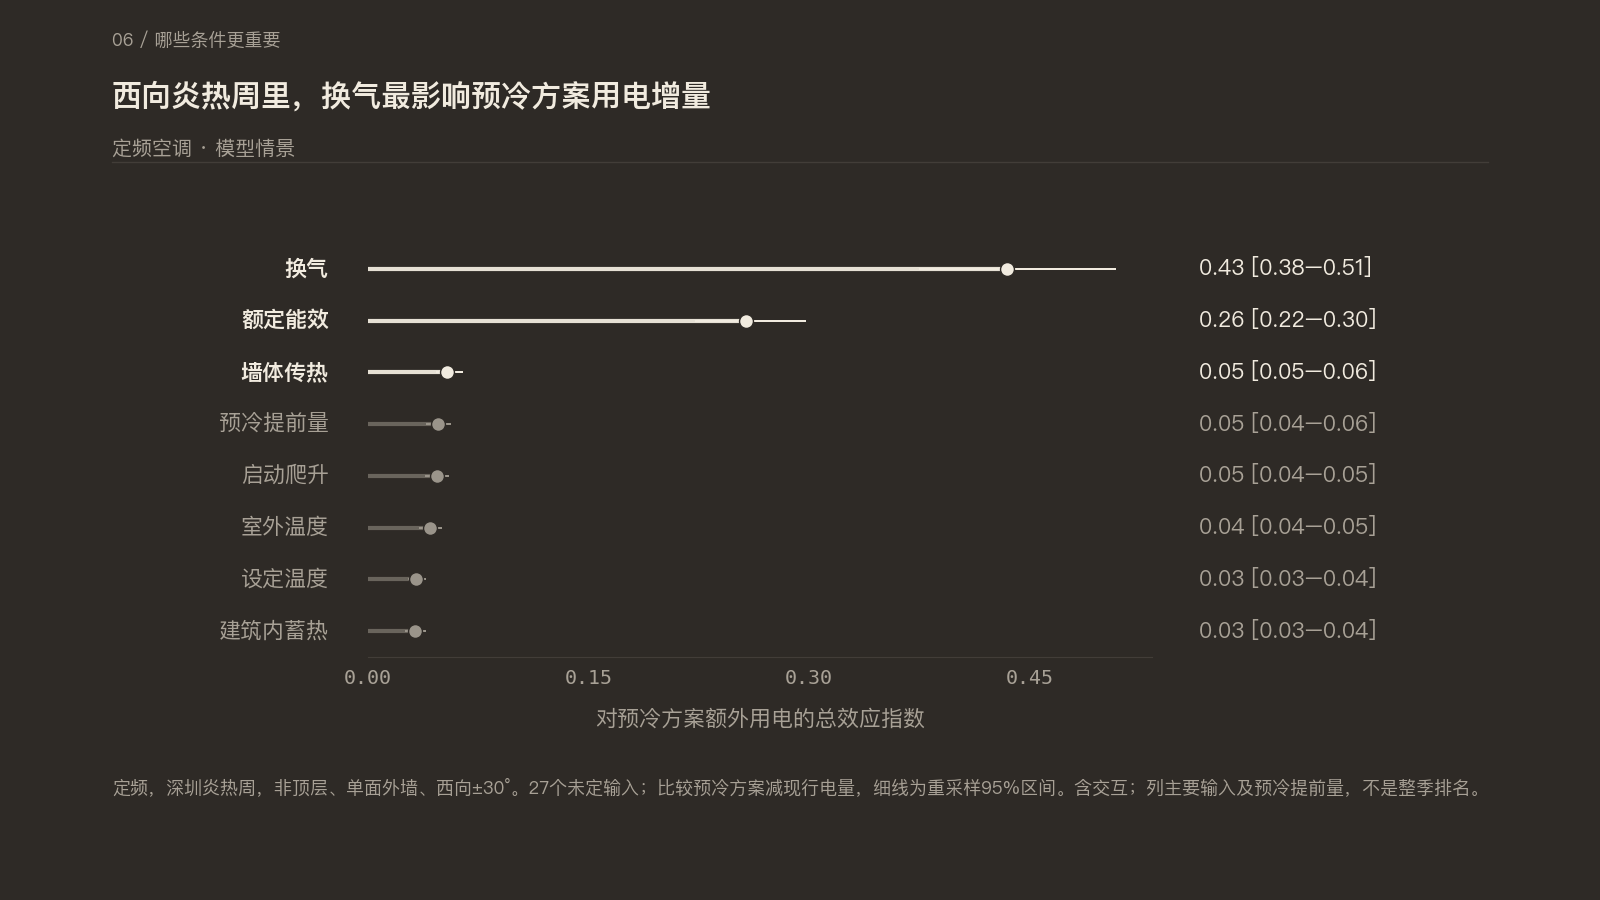 06 / 哪些条件更重要
西向炎热周里，换气最影响预冷方案用电增量
定频空调 · 模型情景
换气 0.43 [0.38—0.51]
额定能效 0.26 [0.22—0.30]
墙体传热 0.05 [0.05—0.06]
预冷提前量 0.05 [0.04—0.06]
启动爬升 0.05 [0.04—0.05]
室外温度 0.04 [0.04—0.05]
设定温度 0.03 [0.03—0.04]
建筑内蓄热 0.03 [0.03—0.04]
0.00 0.15 0.30 0.45
对预冷方案额外用电的总效应指数
定频，深圳炎热周，非顶层、单面外墙、西向±30°。27个未定输入；比较预冷方案减现行电量，细线为重采样95%区间。含交互；列主要输入及预冷提前量，不是整季排名。